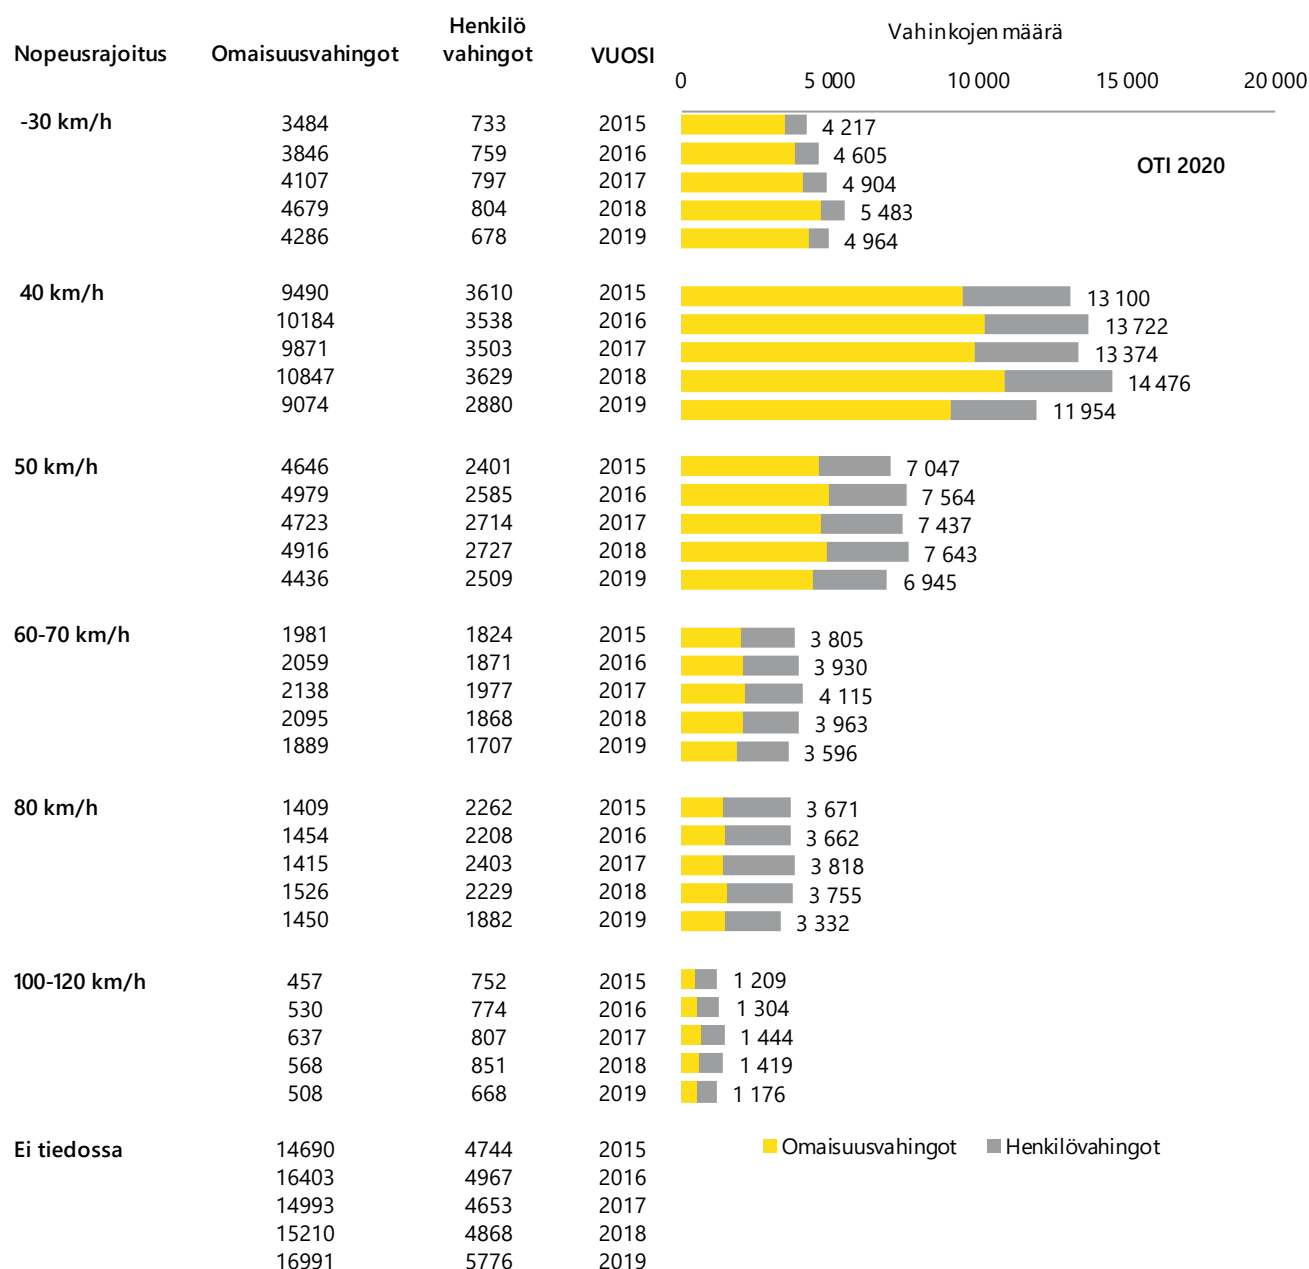 Nopeusrajoitus Omaisuusvahingot Henkilö vahingot VUOSI Vahinkojen määrä
0 5 000 10 000 15 000 20 000
-30 km/h 3484 733 2015 4 217
3846 759 2016 4 605
OTI 2020
4107 797 2017 4 904
4679 804 2018 5 483
4286 678 2019 4 964
40 km/h 9490 3610 2015 13 100
10184 3538 2016 13 722
9871 3503 2017 13 374
10847 3629 2018 14 476
9074 2880 2019 11 954
50 km/h 4646 2401 2015 7 047
4979 2585 2016 7 564
4723 2714 2017 7 437
4916 2727 2018 7 643
4436 2509 2019 6 945
60-70 km/h 1981 1824 2015 3 805
2059 1871 2016 3 930
2138 1977 2017 4 115
2095 1868 2018 3 963
1889 1707 2019 3 596
80 km/h 1409 2262 2015 3 671
1454 2208 2016 3 662
1415 2403 2017 3 818
1526 2229 2018 3 755
1450 1882 2019 3 332
100-120 km/h 457 752 2015 1 209
530 774 2016 1 304
637 807 2017 1 444
568 851 2018 1 419
508 668 2019 1 176
Ei tiedossa 14690 4744 2015 Omaisuusvahingot Henkilövahingot
16403 4967 2016
14993 4653 2017
15210 4868 2018
16991 5776 2019